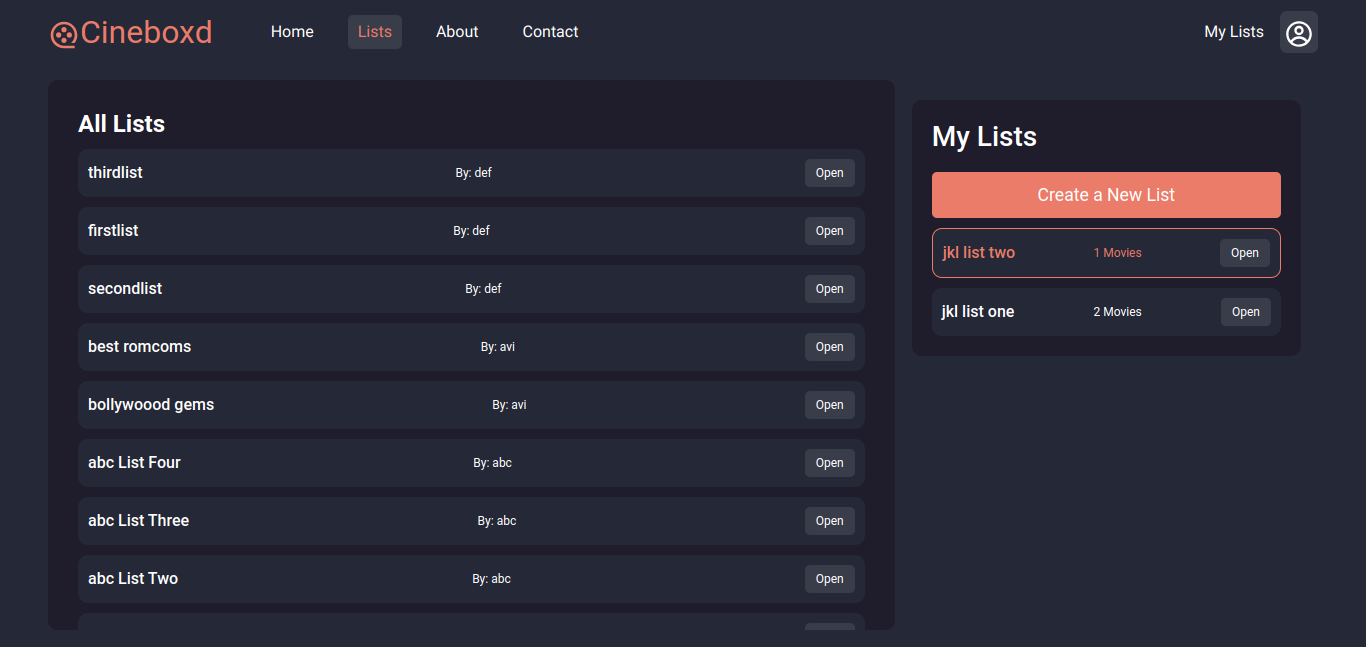 Cineboxd Home Lists About Contact My Lists
All Lists
thirdlist By: def Open
firstlist By: def Open
secondlist By: def Open
best romcoms By: avi Open
bollywoood gems By: avi Open
abc List Four By: abc Open
abc List Three By: abc Open
abc List Two By: abc Open
My Lists
Create a New List
jkl list two 1 Movies Open
jkl list one 2 Movies Open